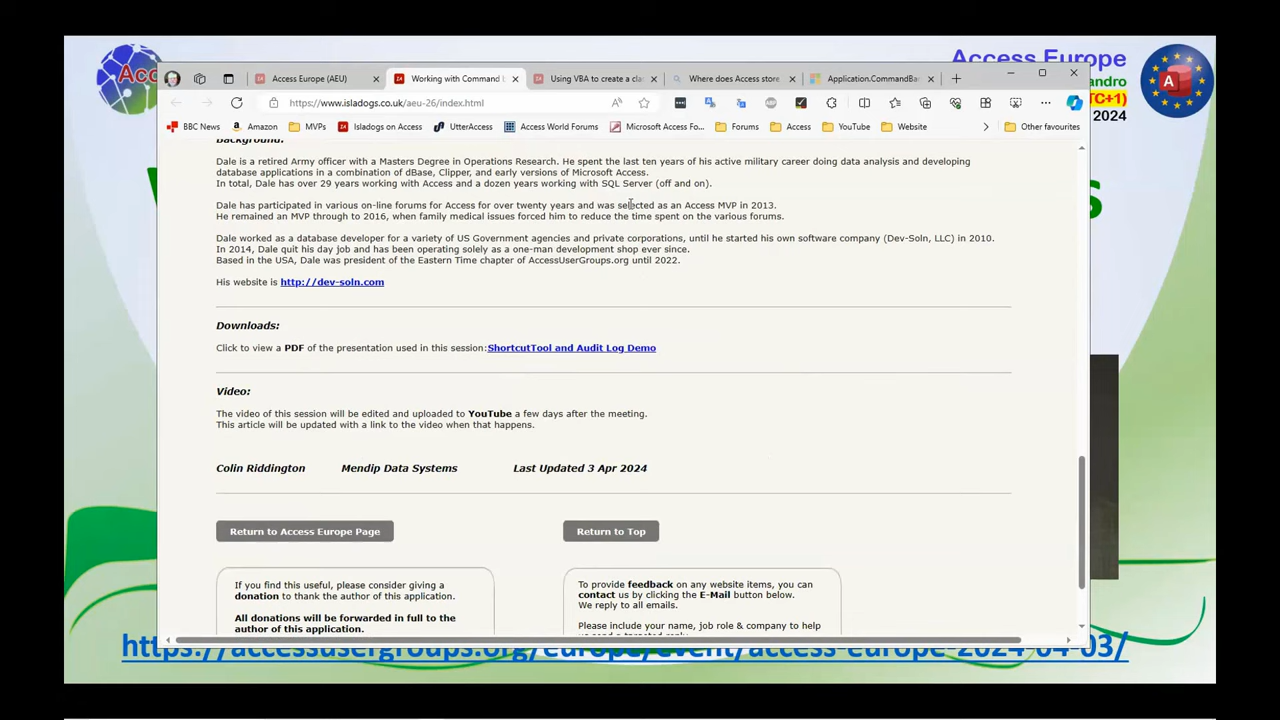 Access Europe
Acc
andro
TC+1)
2024
A
Access Europe (AEU)
Working with Command b
Using VBA to create a cla
Where does Access store
Application.CommandBar
https://www.isladogs.co.uk/aeu-26/index.html
BBC News
Amazon
MVPs
Isladogs on Access
UtterAccess
Access World Forums
Microsoft Access Fo...
Forums
Access
YouTube
Website
Other favourites
Background:
Dale is a retired Army officer with a Masters Degree in Operations Research. He spent the last ten years of his active military career doing data analysis and developing
database applications in a combination of dBase, Clipper, and early versions of Microsoft Access.
In total, Dale has over 29 years working with Access and a dozen years working with SQL Server (off and on).
Dale has participated in various on-line forums for Access for over twenty years and was selected as an Access MVP in 2013.
He remained an MVP through to 2016, when family medical issues forced him to reduce the time spent on the various forums.
Dale worked as a database developer for a variety of US Government agencies and private corporations, until he started his own software company (Dev-Soln, LLC) in 2010.
In 2014, Dale quit his day job and has been operating solely as a one-man development shop ever since.
Based in the USA, Dale was president of the Eastern Time chapter of AccessUserGroups.org until 2022.
His website is http://dev-soln.com
Downloads:
Click to view a PDF of the presentation used in this session:ShortcutTool and Audit Log Demo
Video:
The video of this session will be edited and uploaded to YouTube a few days after the meeting.
This article will be updated with a link to the video when that happens.
Colin Riddington Mendip Data Systems Last Updated 3 Apr 2024
Return to Access Europe Page
Return to Top
If you find this useful, please consider giving a
donation to thank the author of this application.
All donations will be forwarded in full to the
author of this application.
To provide feedback on any website items, you can
contact us by clicking the E-Mail button below.
We reply to all emails.
Please include your name, job role & company to help
https://accessusergroups.org/europe/event/access-europe-2024-04-03/